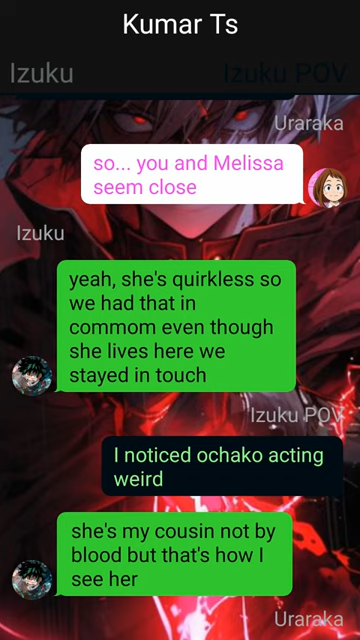 Kumar Ts
Izuku
Izuku POV
Uraraka
so... you and Melissa
seem close
Izuku
yeah, she's quirkless so
we had that in
commom even though
she lives here we
stayed in touch
Izuku POV
I noticed ochako acting
weird
she's my cousin not by
blood but that's how I
see her
Uraraka